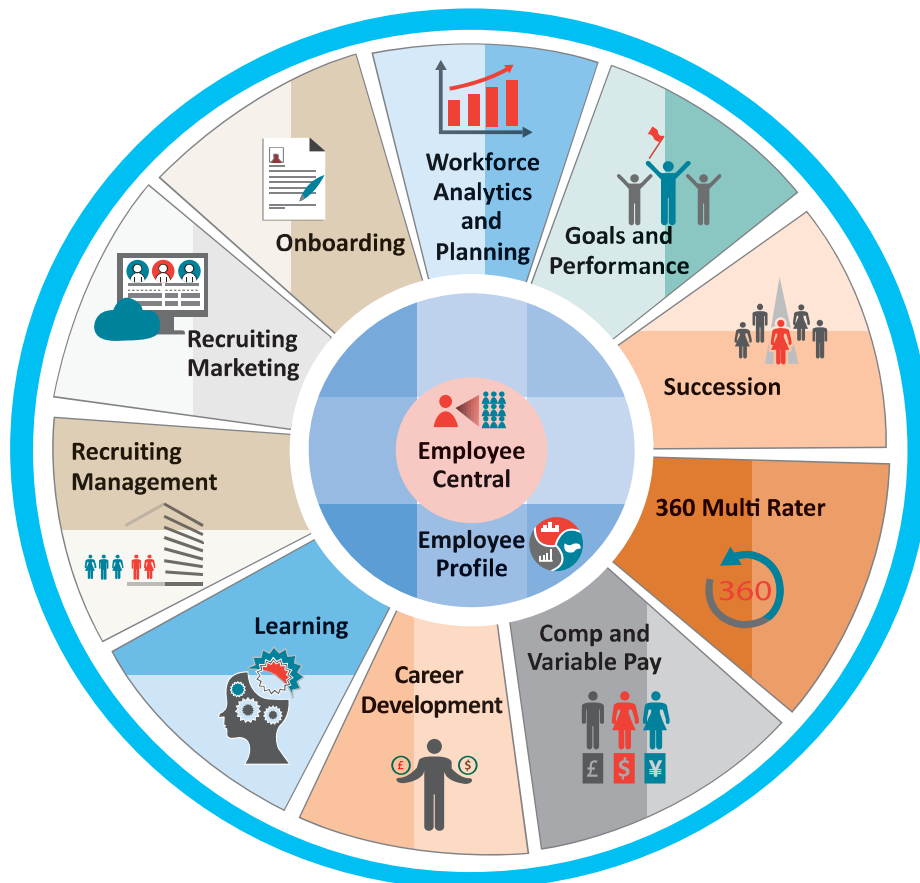 Workforce
Analytics
and
Planning
Goals and
Performance
Succession
360 Multi Rater
360
Comp and
Variable Pay
£ $ ¥
Career
Development
£ $
Learning
Recruiting
Management
Recruiting
Marketing
Onboarding
Employee
Central
Employee
Profile